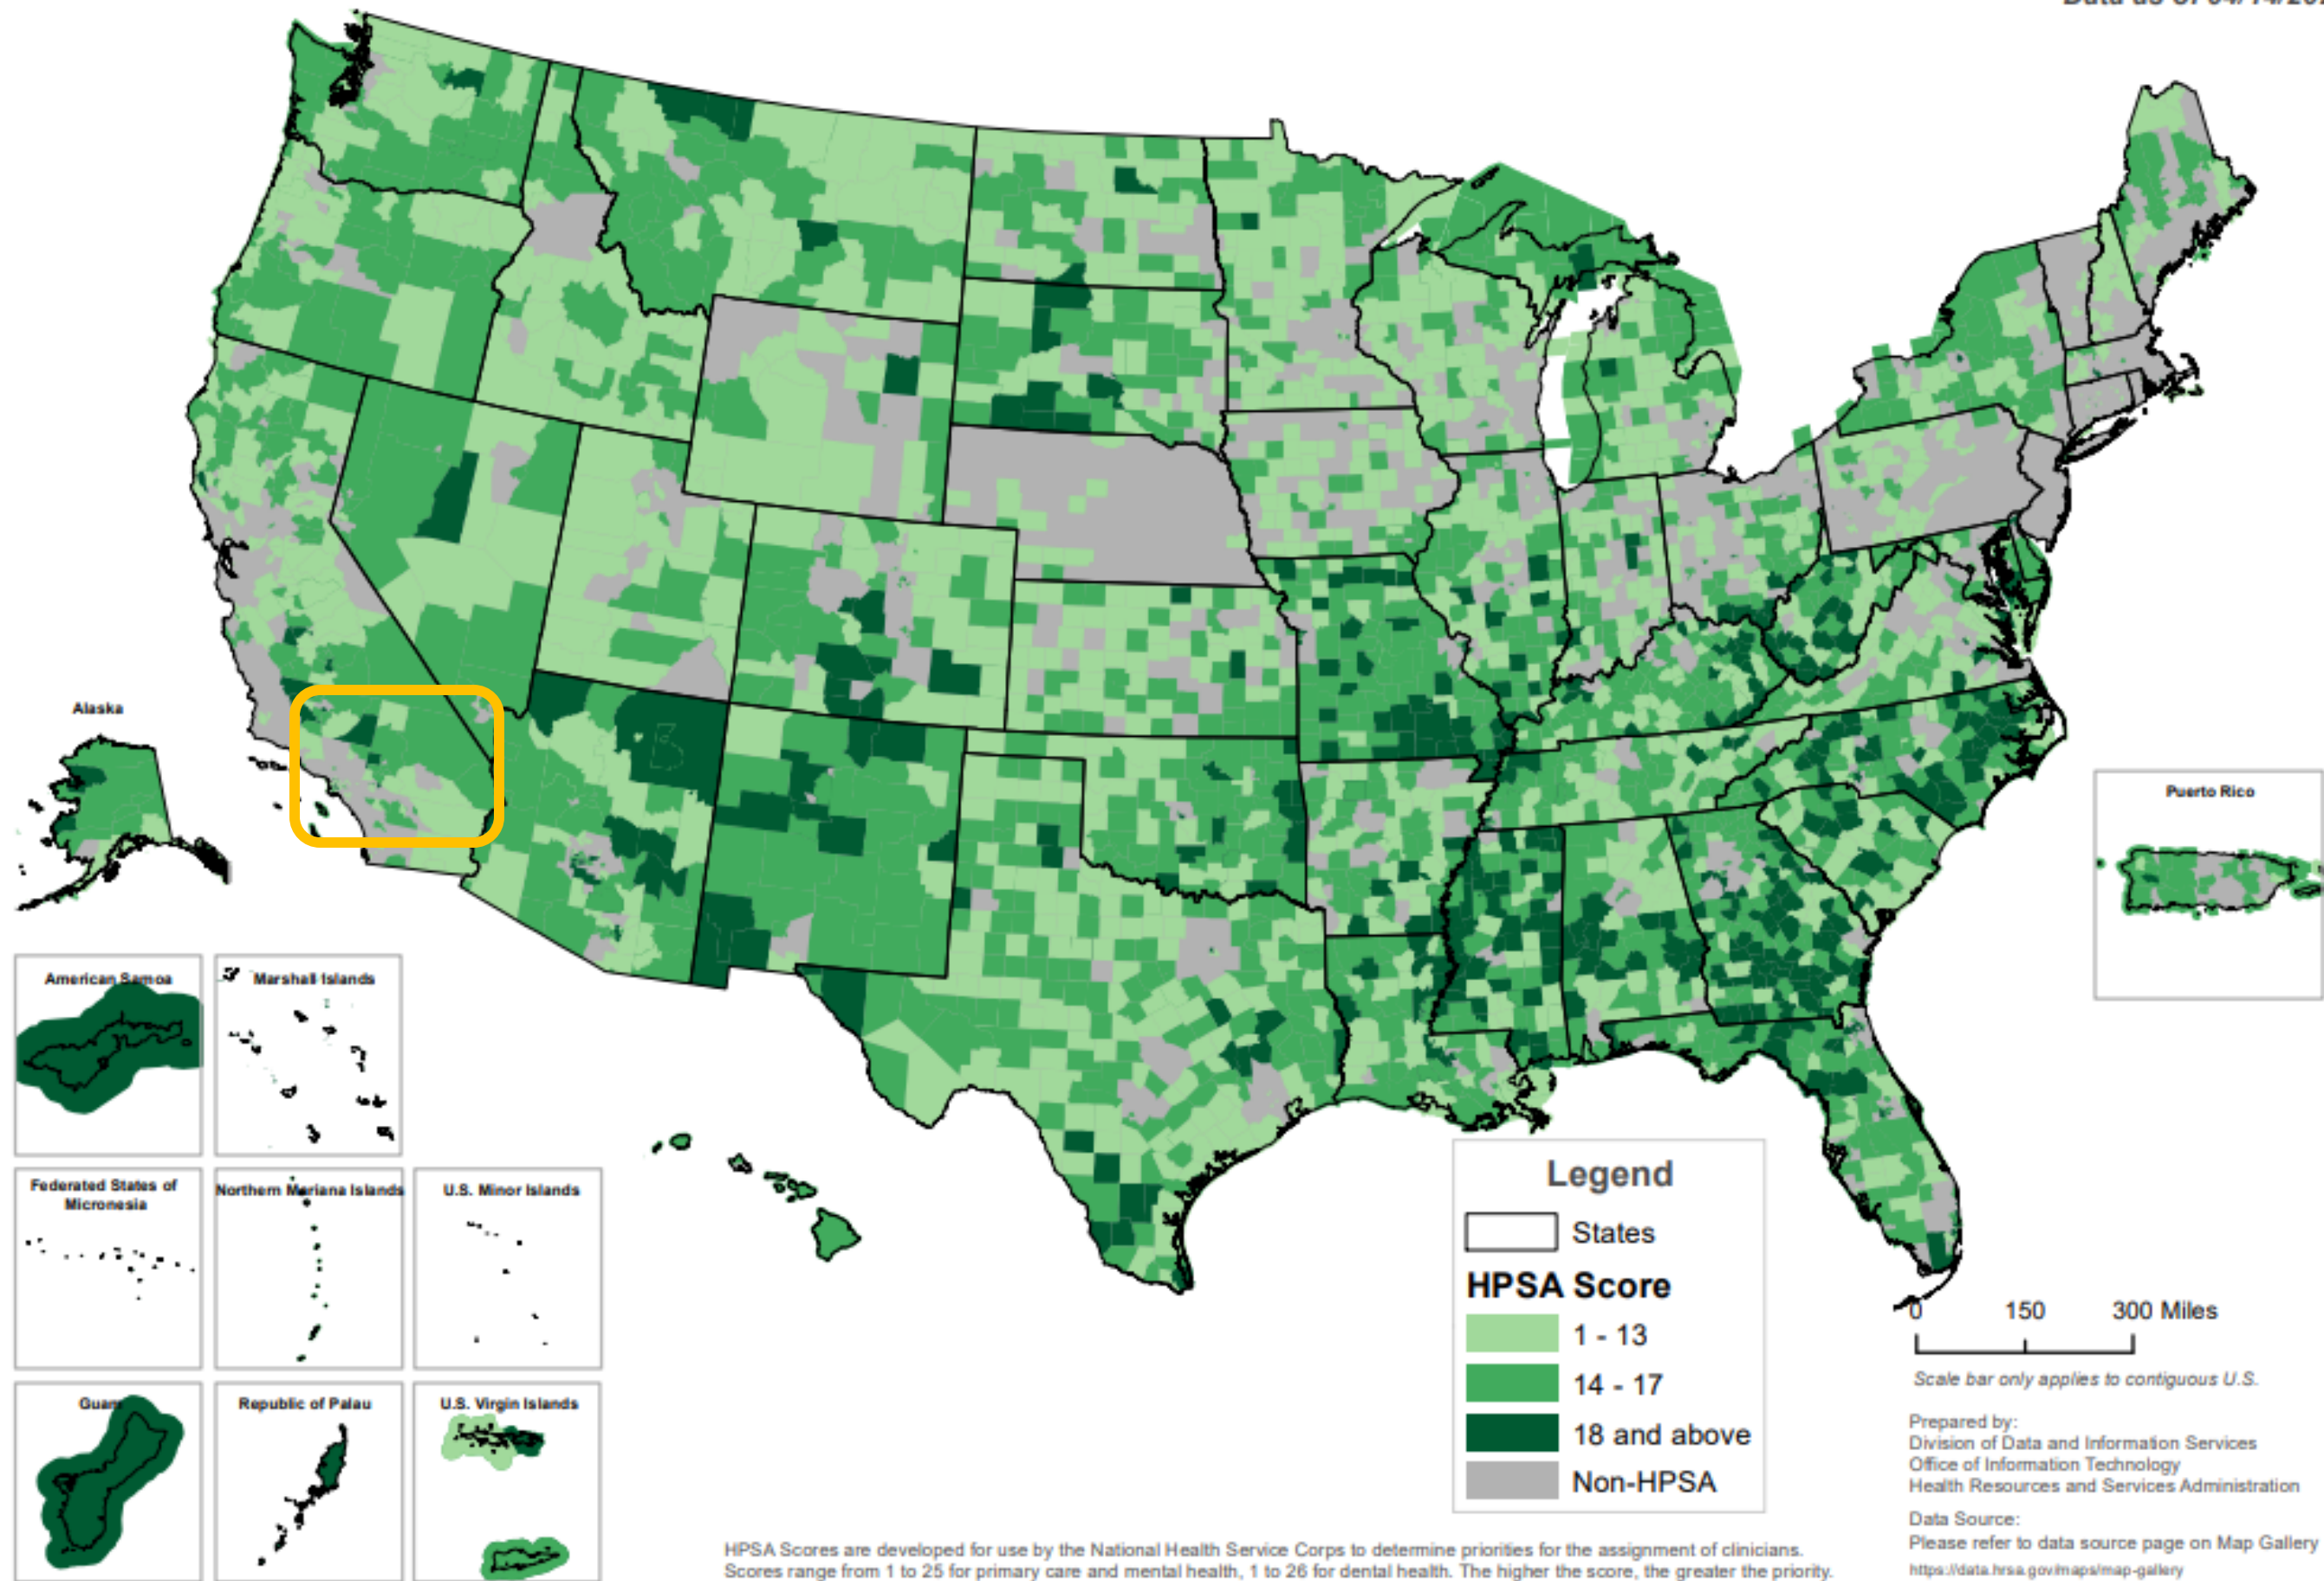 Alaska
Puerto Rico
American Samoa
Marshall Islands
Federated States of
Micronesia
Northern Mariana Islands
U.S. Minor Islands
Guam
Republic of Palau
U.S. Virgin Islands
Legend
States
HPSA Score
1 - 13
14 - 17
18 and above
Non-HPSA
0 150 300 Miles
Scale bar only applies to contiguous U.S.
Prepared by:
Division of Data and Information Services
Office of Information Technology
Health Resources and Services Administration
Data Source:
Please refer to data source page on Map Gallery
https://data.hrsa.gov/maps/map-gallery
HPSA Scores are developed for use by the National Health Service Corps to determine priorities for the assignment of clinicians.
Scores range from 1 to 25 for primary care and mental health, 1 to 26 for dental health. The higher the score, the greater the priority.